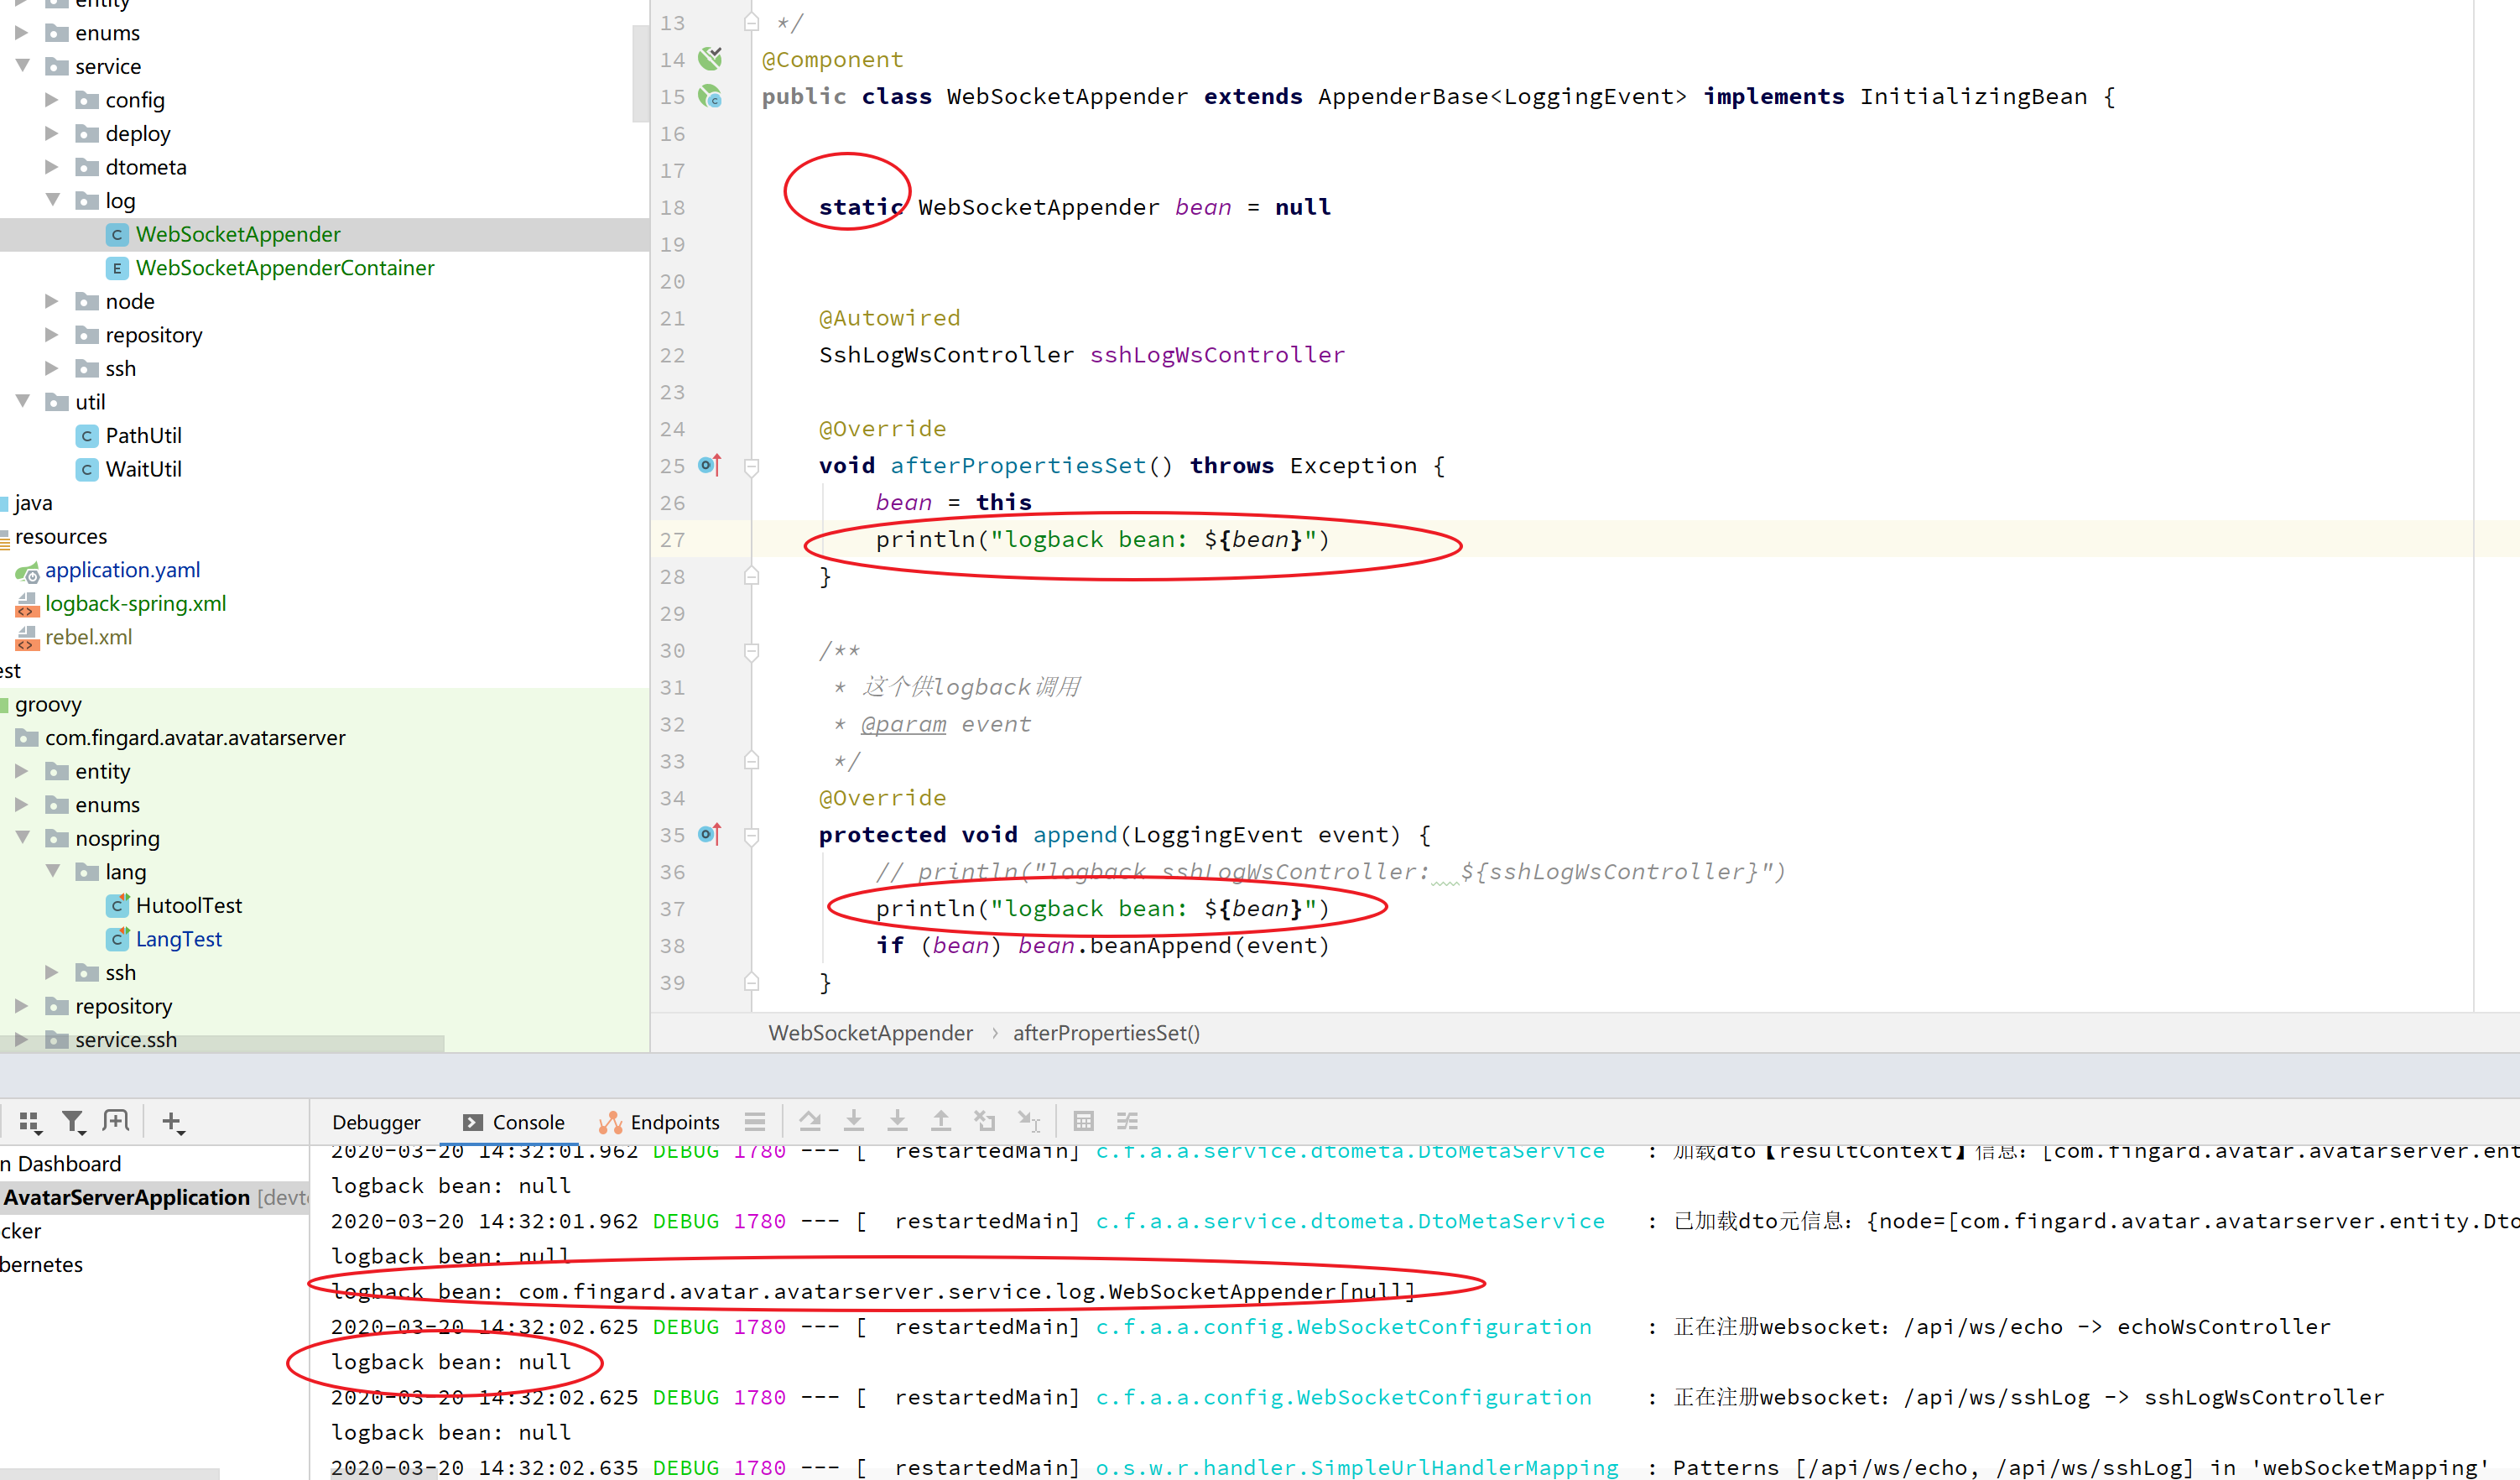 entity
enums
service
config
deploy
dtometa
log
WebSocketAppender
WebSocketAppenderContainer
node
repository
ssh
util
PathUtil
WaitUtil
java
resources
application.yaml
logback-spring.xml
rebel.xml
est
groovy
com.fingard.avatar.avatarserver
entity
enums
nospring
lang
HutoolTest
LangTest
ssh
repository
service.ssh
13 */
14 @Component
15 public class WebSocketAppender extends AppenderBase<LoggingEvent> implements InitializingBean {
16
17
18 static WebSocketAppender bean = null
19
20
21 @Autowired
22 SshLogWsController sshLogWsController
23
24 @Override
25 void afterPropertiesSet() throws Exception {
26 bean = this
27 println("logback bean: ${bean}")
28 }
29
30 /**
31 * 这个供logback调用
32 * @param event
33 */
34 @Override
35 protected void append(LoggingEvent event) {
36 // println("logback sshLogWsController:  ${sshLogWsController}")
37 println("logback bean: ${bean}")
38 if (bean) bean.beanAppend(event)
39 }
WebSocketAppender › afterPropertiesSet()
Debugger Console Endpoints
n Dashboard
AvatarServerApplication [devto
cker
bernetes
2020-03-20 14:32:01.962 DEBUG 1780 --- [  restartedMain] c.f.a.a.service.dtometa.DtoMetaService : 加载dto【resultContext】信息: [com.fingard.avatar.avatarserver.ent
logback bean: null
2020-03-20 14:32:01.962 DEBUG 1780 --- [  restartedMain] c.f.a.a.service.dtometa.DtoMetaService : 已加载dto元信息: {node=[com.fingard.avatar.avatarserver.entity.Dto
logback bean: null
logback bean: com.fingard.avatar.avatarserver.service.log.WebSocketAppender[null]
2020-03-20 14:32:02.625 DEBUG 1780 --- [  restartedMain] c.f.a.a.config.WebSocketConfiguration : 正在注册websocket: /api/ws/echo -> echoWsController
logback bean: null
2020-03-20 14:32:02.625 DEBUG 1780 --- [  restartedMain] c.f.a.a.config.WebSocketConfiguration : 正在注册websocket: /api/ws/sshLog -> sshLogWsController
logback bean: null
2020-03-20 14:32:02.635 DEBUG 1780 --- [  restartedMain] o.s.w.r.handler.SimpleUrlHandlerMapping : Patterns [/api/ws/echo, /api/ws/sshLog] in 'webSocketMapping'